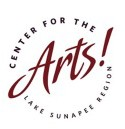 CENTER FOR THE
Arts!
LAKE SUNAPEE REGION